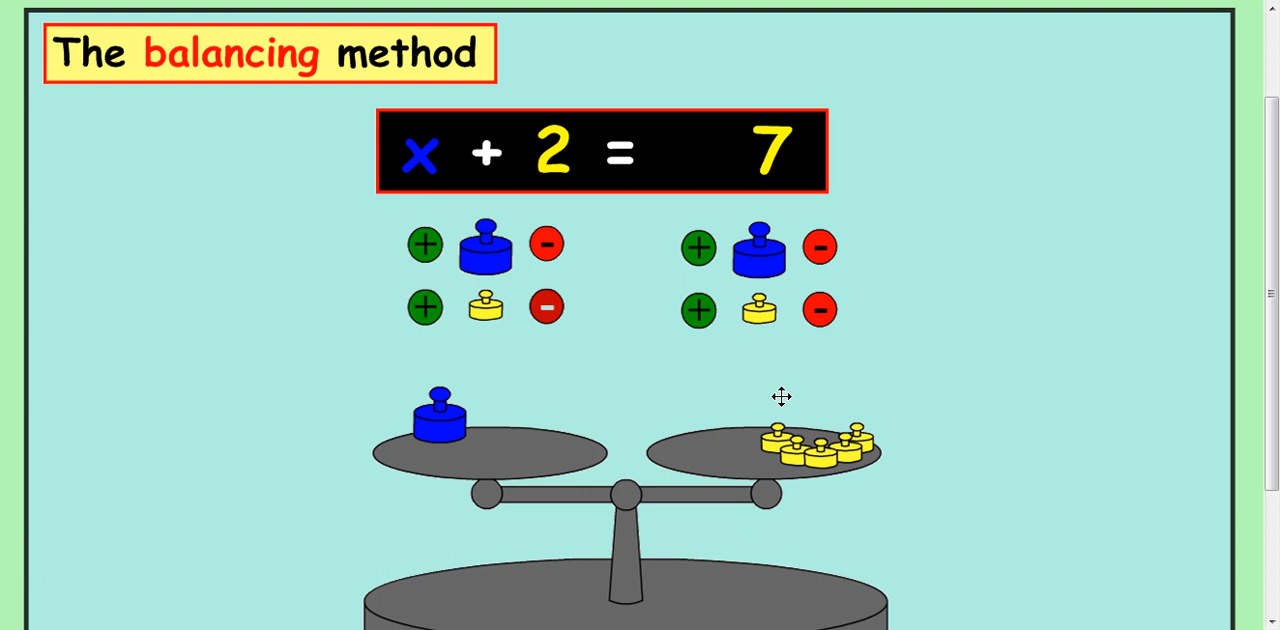 The balancing method
x + 2 = 7
+ -
+ -
+ -
+ -